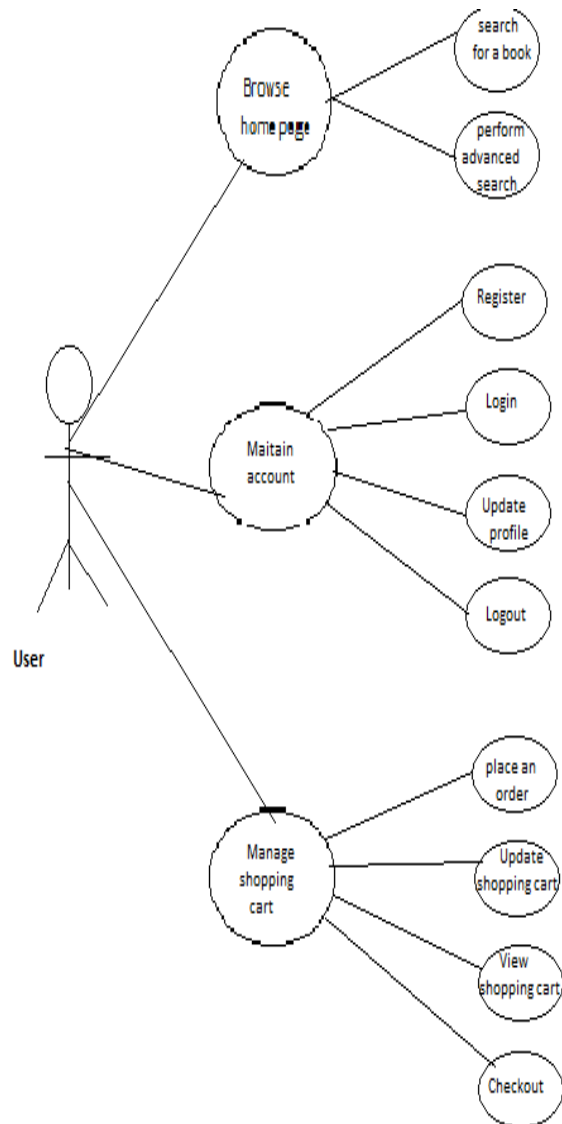 search
for a book
Browse
home page
perform
advanced
search
Register
Login
Maitain
account
Update
profile
Logout
User
place an
order
Manage
shopping
cart
Update
shopping cart
View
shopping cart
Checkout